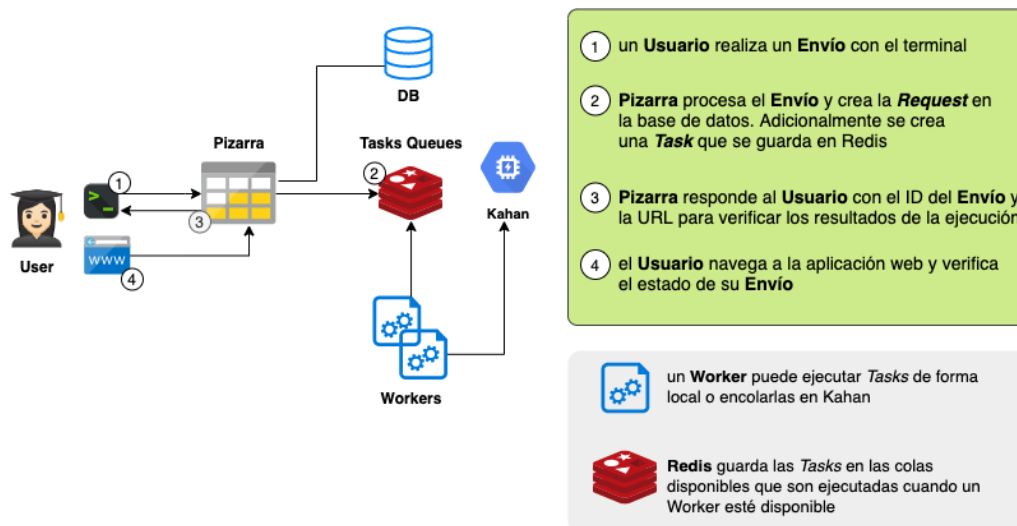 DB
Pizarra
Tasks Queues
1
2
3
User
WWW
4
Kahan
Workers
1 un Usuario realiza un Envío con el terminal
2 Pizarra procesa el Envío y crea la Request en
la base de datos. Adicionalmente se crea
una Task que se guarda en Redis
3 Pizarra responde al Usuario con el ID del Envío y
la URL para verificar los resultados de la ejecución
4 el Usuario navega a la aplicación web y verifica
el estado de su Envío
un Worker puede ejecutar Tasks de forma
local o encolarlas en Kahan
Redis guarda las Tasks en las colas
disponibles que son ejecutadas cuando un
Worker esté disponible